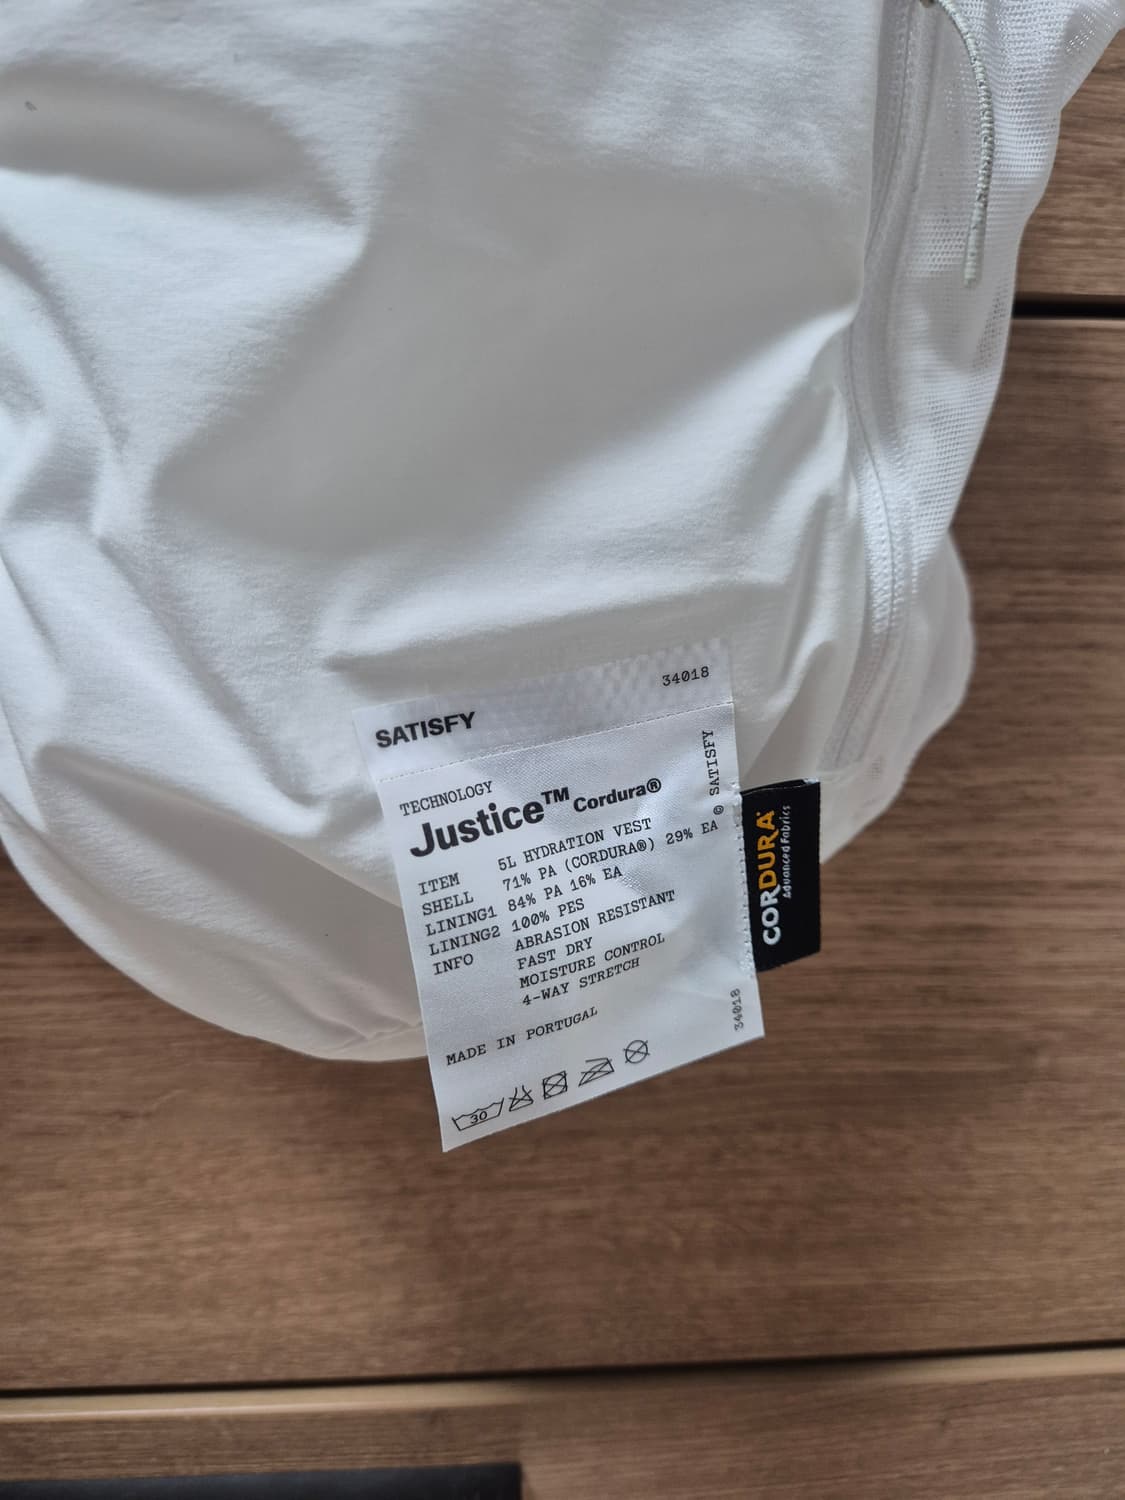 34018
SATISFY
TECHNOLOGY
Justice™ Cordura®
ITEM 5L HYDRATION VEST
SHELL 71% PA (CORDURA®) 29% EA
LINING1 84% PA 16% EA
LINING2 100% PES
INFO ABRASION RESISTANT
FAST DRY
MOISTURE CONTROL
4-WAY STRETCH
MADE IN PORTUGAL
30
© SATISFY
34018
CORDURA®
Advanced Fabrics